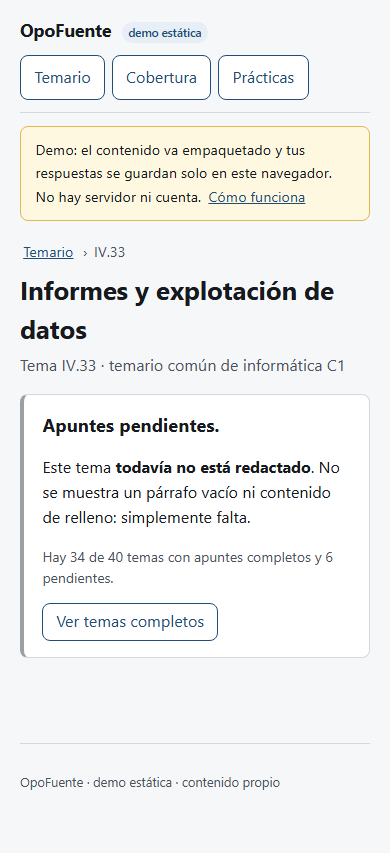 OpoFuente demo estática
Temario Cobertura Prácticas
Demo: el contenido va empaquetado y tus
respuestas se guardan solo en este navegador.
No hay servidor ni cuenta. Cómo funciona
Temario › IV.33
Informes y explotación de
datos
Tema IV.33 · temario común de informática C1
Apuntes pendientes.
Este tema todavía no está redactado. No
se muestra un párrafo vacío ni contenido
de relleno: simplemente falta.
Hay 34 de 40 temas con apuntes completos y 6
pendientes.
Ver temas completos
OpoFuente · demo estática · contenido propio